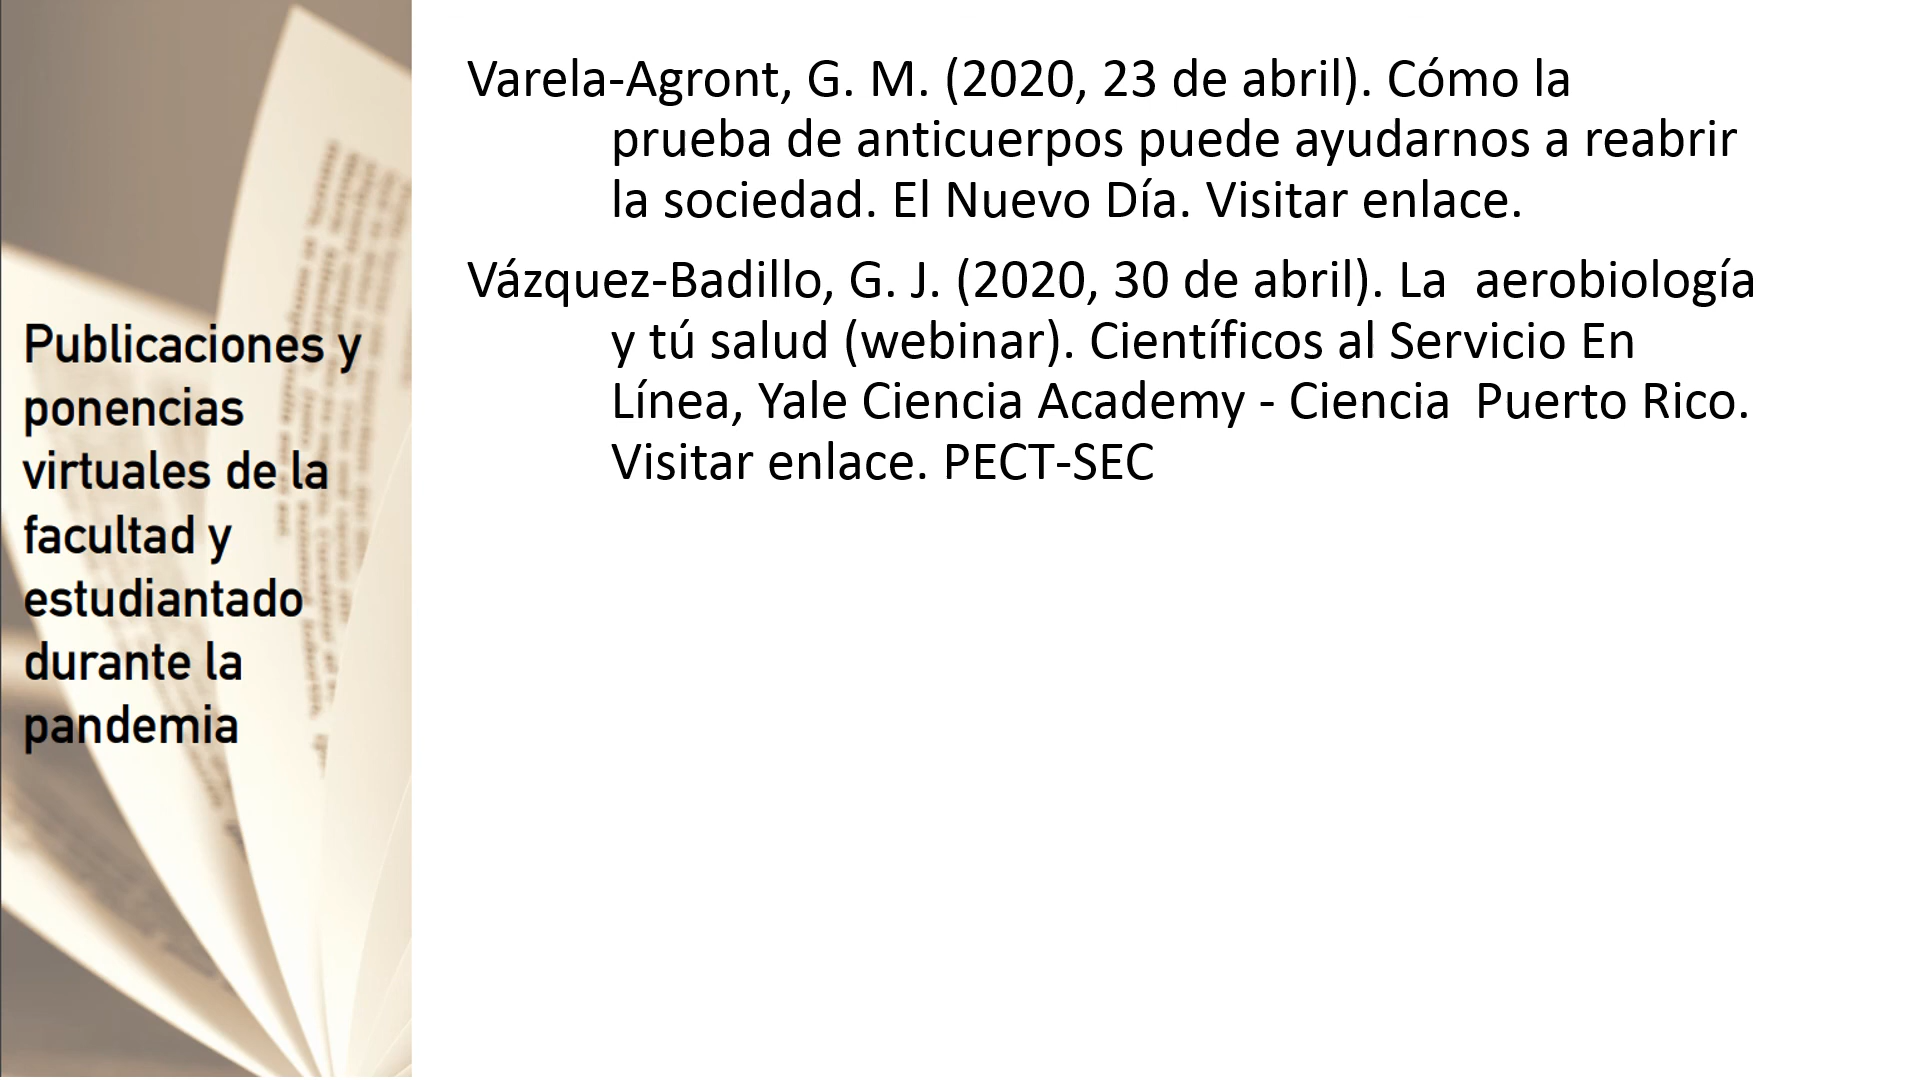 Publicaciones y
ponencias
virtuales de la
facultad y
estudiantado
durante la
pandemia
Varela-Agront, G. M. (2020, 23 de abril). Cómo la
prueba de anticuerpos puede ayudarnos a reabrir
la sociedad. El Nuevo Día. Visitar enlace.
Vázquez-Badillo, G. J. (2020, 30 de abril). La  aerobiología
y tú salud (webinar). Científicos al Servicio En
Línea, Yale Ciencia Academy - Ciencia  Puerto Rico.
Visitar enlace. PECT-SEC